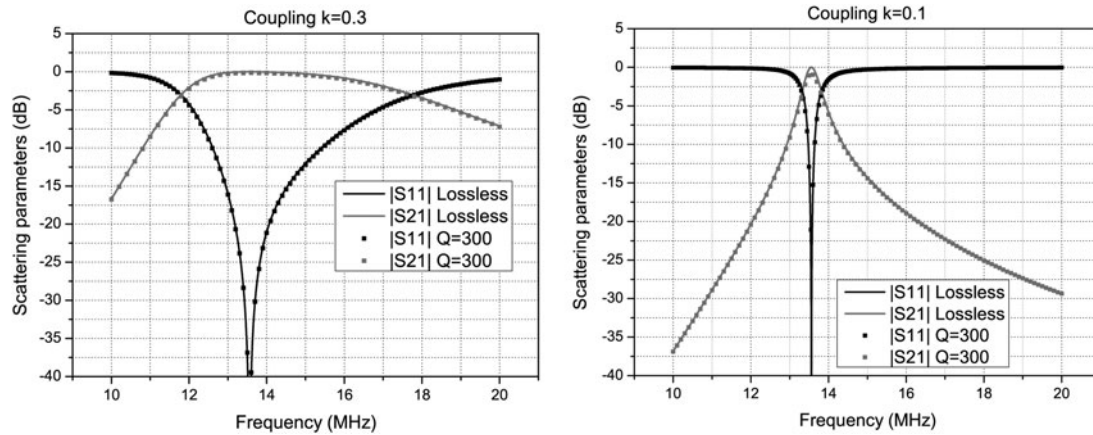 Coupling k=0.3
5
0
-5
-10
-15
-20
-25
-30
-35
-40
Scattering parameters (dB)
|S11| Lossless
|S21| Lossless
|S11| Q=300
|S21| Q=300
10 12 14 16 18 20
Frequency (MHz)
Coupling k=0.1
5
0
-5
-10
-15
-20
-25
-30
-35
-40
Scattering parameters (dB)
|S11| Lossless
|S21| Lossless
|S11| Q=300
|S21| Q=300
10 12 14 16 18 20
Frequency (MHz)